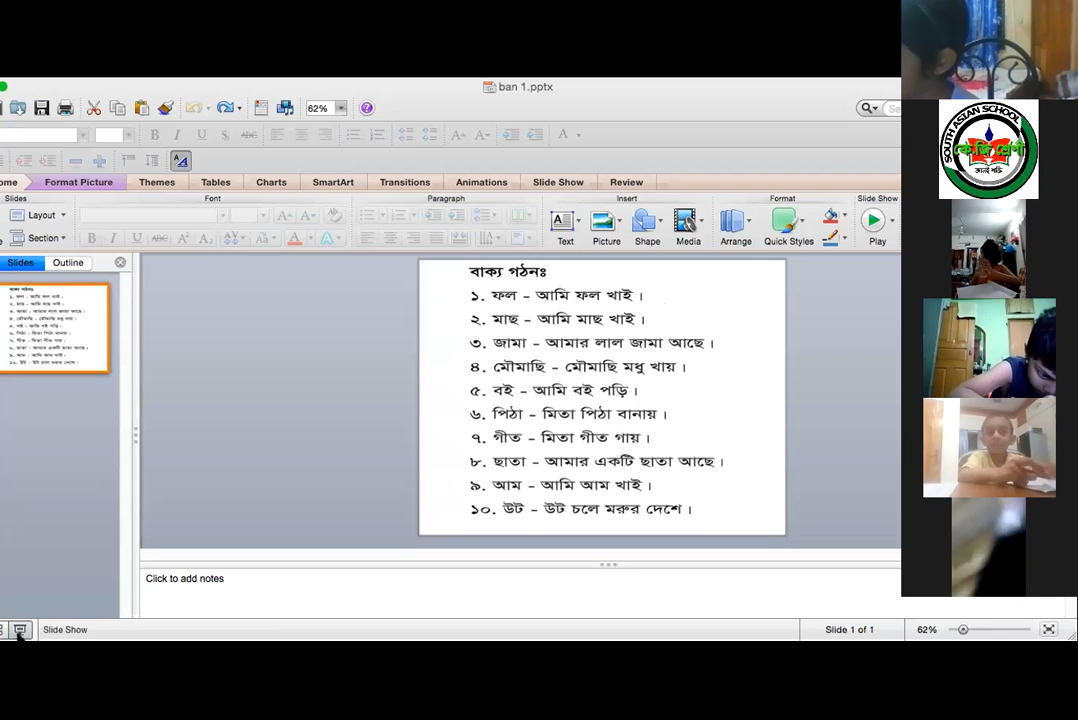 ban 1.pptx
62%
Format Picture Themes Tables Charts SmartArt Transitions Animations Slide Show Review
Slides Font Paragraph Insert Format Slide Show
Layout
Section
Text Picture Shape Media Arrange Quick Styles Play
Slides Outline
বাক্য গঠনঃ
১. ফল - আমি ফল খাই।
২. মাছ - আমি মাছ খাই।
৩. জামা - আমার লাল জামা আছে।
৪. মৌমাছি - মৌমাছি মধু খায়।
৫. বই - আমি বই পড়ি।
৬. পিঠা - মিতা পিঠা বানায়।
৭. গীত - মিতা গীত গায়।
৮. ছাতা - আমার একটি ছাতা আছে।
৯. আম - আমি আম খাই।
১০. উট - উট চলে মরুর দেশে।
Click to add notes
Slide Show Slide 1 of 1 62%
SOUTH ASIAN SCHOOL
কে.জি শ্রেণী